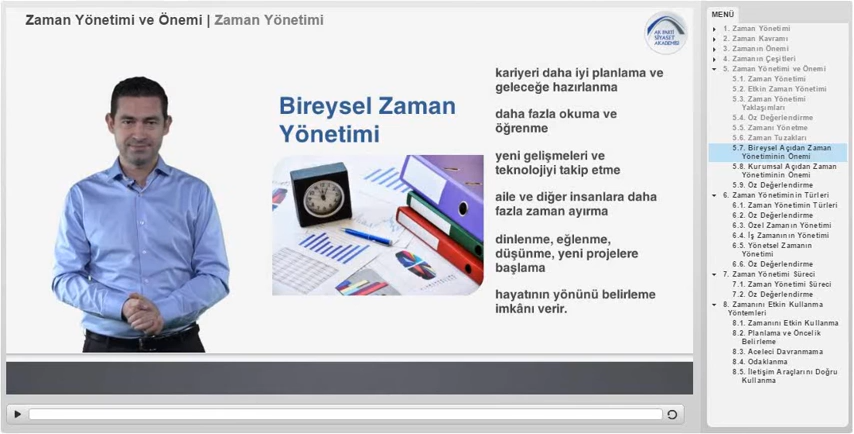 Zaman Yönetimi ve Önemi | Zaman Yönetimi
AK PARTİ
SİYASET
AKADEMİSİ
Bireysel Zaman
Yönetimi
kariyeri daha iyi planlama ve
geleceğe hazırlanma
daha fazla okuma ve
öğrenme
yeni gelişmeleri ve
teknolojiyi takip etme
aile ve diğer insanlara daha
fazla zaman ayırma
dinlenme, eğlenme,
düşünme, yeni projelere
başlama
hayatının yönünü belirleme
imkânı verir.
MENÜ
1. Zaman Yönetimi
2. Zaman Kavramı
3. Zamanın Önemi
4. Zamanın Çeşitleri
5. Zaman Yönetimi ve Önemi
5.1. Zaman Yönetimi
5.2. Etkin Zaman Yönetimi
5.3. Zaman Yönetimi
Yaklaşımları
5.4. Öz Değerlendirme
5.5. Zamanı Yönetme
5.6. Zaman Tuzakları
5.7. Bireysel Açıdan Zaman
Yönetiminin Önemi
5.8. Kurumsal Açıdan Zaman
Yönetiminin Önemi
5.9. Öz Değerlendirme
6. Zaman Yönetiminin Türleri
6.1. Zaman Yönetimin Türleri
6.2. Öz Değerlendirme
6.3. Özel Zamanın Yönetimi
6.4. İş Zamanının Yönetimi
6.5. Yönetsel Zamanın
Yönetimi
6.6. Öz Değerlendirme
7. Zaman Yönetimi Süreci
7.1. Zaman Yönetimi Süreci
7.2. Öz Değerlendirme
8. Zamanını Etkin Kullanma
Yöntemleri
8.1. Zamanını Etkin Kullanma
8.2. Planlama ve Öncelik
Belirleme
8.3. Aceleci Davranmama
8.4. Odaklanma
8.5. İletişim Araçlarını Doğru
Kullanma